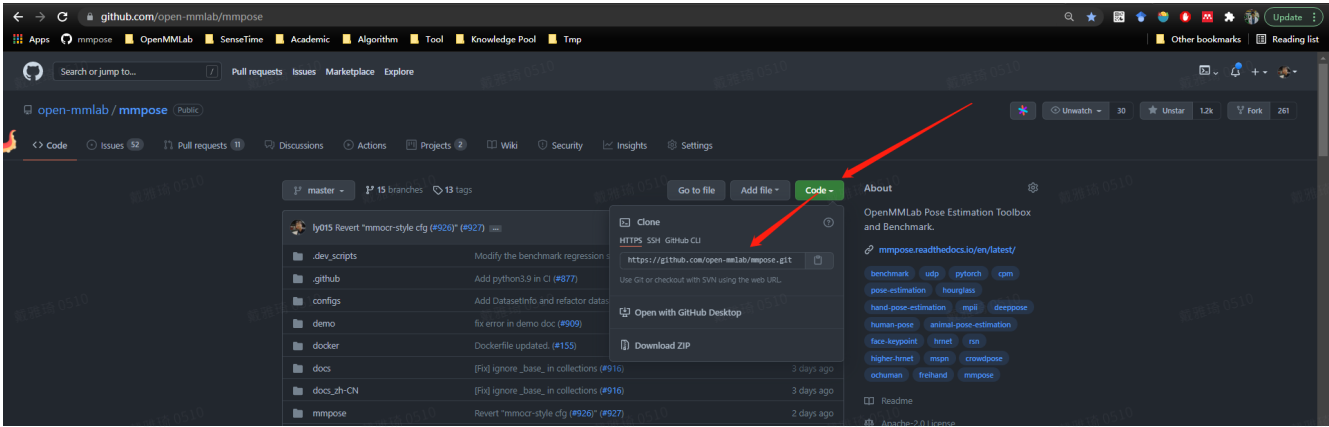 github.com/open-mmlab/mmpose
Update
Apps mmpose OpenMMLab SenseTime Academic Algorithm Tool Knowledge Pool Tmp Other bookmarks Reading list
Search or jump to... / Pull requests Issues Marketplace Explore
open-mmlab / mmpose Public
Unwatch 30 Unstar 1.2k Fork 261
Code Issues 52 Pull requests 11 Discussions Actions Projects 2 Wiki Security Insights Settings
master 15 branches 13 tags Go to file Add file Code
ly015 Revert "mmocr-style cfg (#926)" (#927)
.dev_scripts Modify the benchmark regression s
.github Add python3.9 in CI (#877)
configs Add DatasetInfo and refactor datas
demo fix error in demo doc (#909)
docker Dockerfile updated. (#155)
docs [Fix] ignore _base_ in collections (#916) 3 days ago
docs_zh-CN [Fix] ignore _base_ in collections (#916) 3 days ago
mmpose Revert "mmocr-style cfg (#926)" (#927) 2 days ago
Clone
HTTPS SSH GitHub CLI
https://github.com/open-mmlab/mmpose.git
Use Git or checkout with SVN using the web URL.
Open with GitHub Desktop
Download ZIP
About
OpenMMLab Pose Estimation Toolbox
and Benchmark.
mmpose.readthedocs.io/en/latest/
benchmark udp pytorch cpm
pose-estimation hourglass
hand-pose-estimation mpii deeppose
human-pose animal-pose-estimation
face-keypoint hrnet rsn
higher-hrnet mspn crowdpose
ochuman freihand mmpose
Readme
Apache-2.0 License